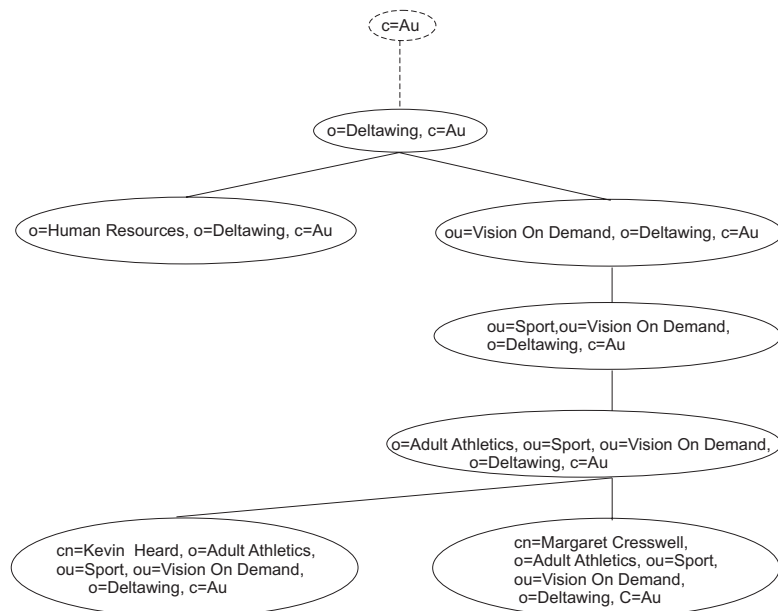 c=Au
o=Deltawing, c=Au
o=Human Resources, o=Deltawing, c=Au
ou=Vision On Demand, o=Deltawing, c=Au
ou=Sport,ou=Vision On Demand,
o=Deltawing, c=Au
o=Adult Athletics, ou=Sport, ou=Vision On Demand,
o=Deltawing, c=Au
cn=Kevin Heard, o=Adult Athletics,
ou=Sport, ou=Vision On Demand,
o=Deltawing, c=Au
cn=Margaret Cresswell,
o=Adult Athletics, ou=Sport,
ou=Vision On Demand,
o=Deltawing, C=Au